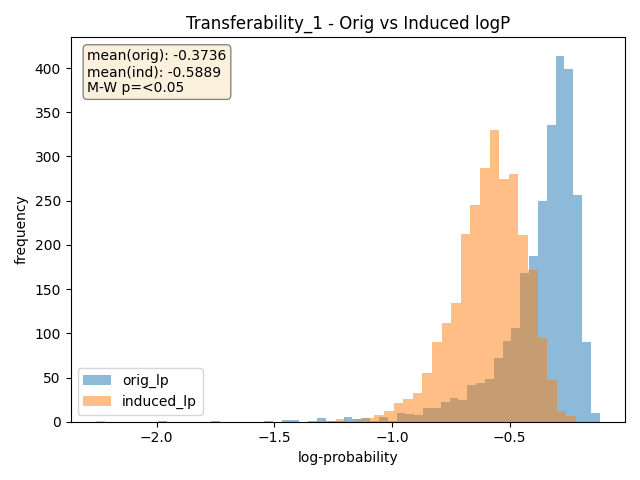 Transferability_1 - Orig vs Induced logP
mean(orig): -0.3736
mean(ind): -0.5889
M-W p=<0.05
400
350
300
250
200
150
100
50
0
frequency
orig_lp
induced_lp
−2.0
−1.5
−1.0
−0.5
log-probability